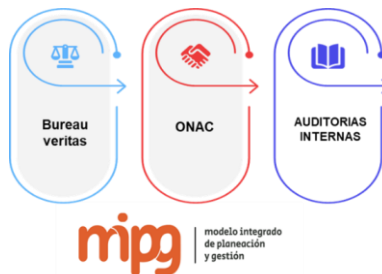 Bureau
veritas
ONAC
AUDITORIAS
INTERNAS
mipg
modelo integrado
de planeación
y gestión